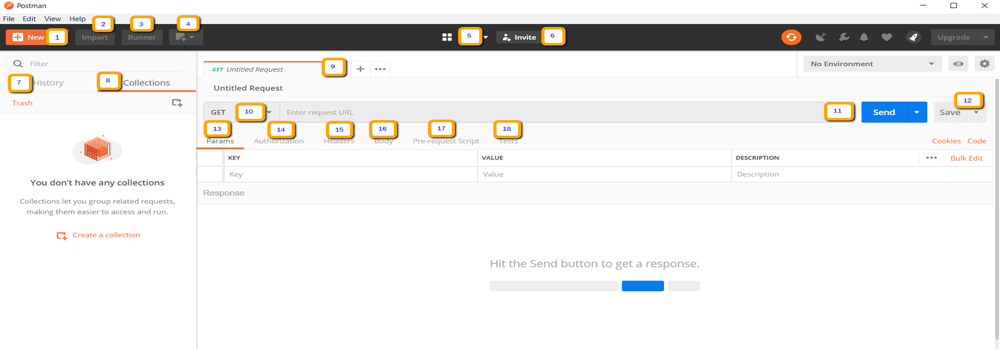 Postman
File Edit View Help
New 1 Import 2 Runner 3 4 5 Invite 6 Upgrade
Filter
7 History 8 Collections
Trash
You don't have any collections
Collections let you group related requests,
making them easier to access and run.
Create a collection
GET Untitled Request 9 + •••
No Environment
Untitled Request
GET 10 Enter request URL 11 Send Save 12
13 14 15 16 17 18
Params Authorization Headers Body Pre-request Script Tests Cookies Code
KEY VALUE DESCRIPTION ••• Bulk Edit
Key Value Description
Response
Hit the Send button to get a response.